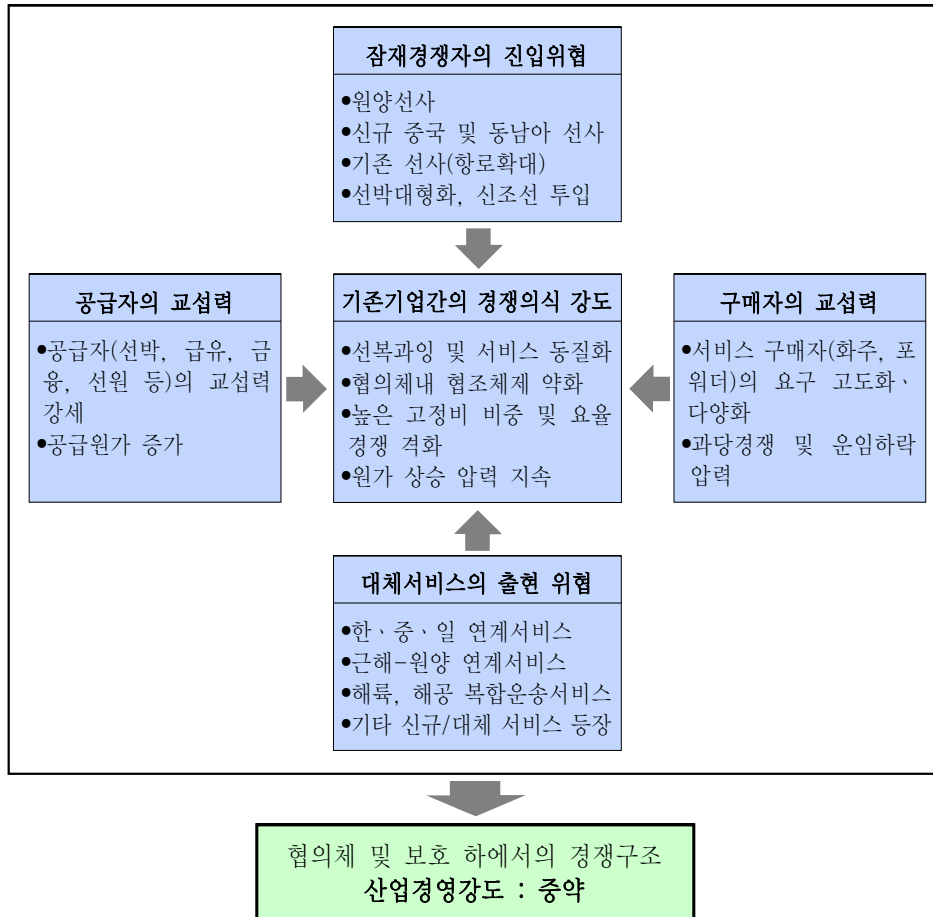 잠재경쟁자의 진입위협
●원양선사
●신규 중국 및 동남아 선사
●기존 선사(항로확대)
●선박대형화, 신조선 투입
공급자의 교섭력
●공급자(선박, 급유, 금
융, 선원 등)의 교섭력
강세
●공급원가 증가
기존기업간의 경쟁의식 강도
●선복과잉 및 서비스 동질화
●협의체내 협조체제 약화
●높은 고정비 비중 및 요율
경쟁 격화
●원가 상승 압력 지속
구매자의 교섭력
●서비스 구매자(화주, 포
워더)의 요구 고도화、
다양화
●과당경쟁 및 운임하락
압력
대체서비스의 출현 위협
●한、중、일 연계서비스
●근해-원양 연계서비스
●해륙, 해공 복합운송서비스
●기타 신규/대체 서비스 등장
협의체 및 보호 하에서의 경쟁구조
산업경영강도 : 중약